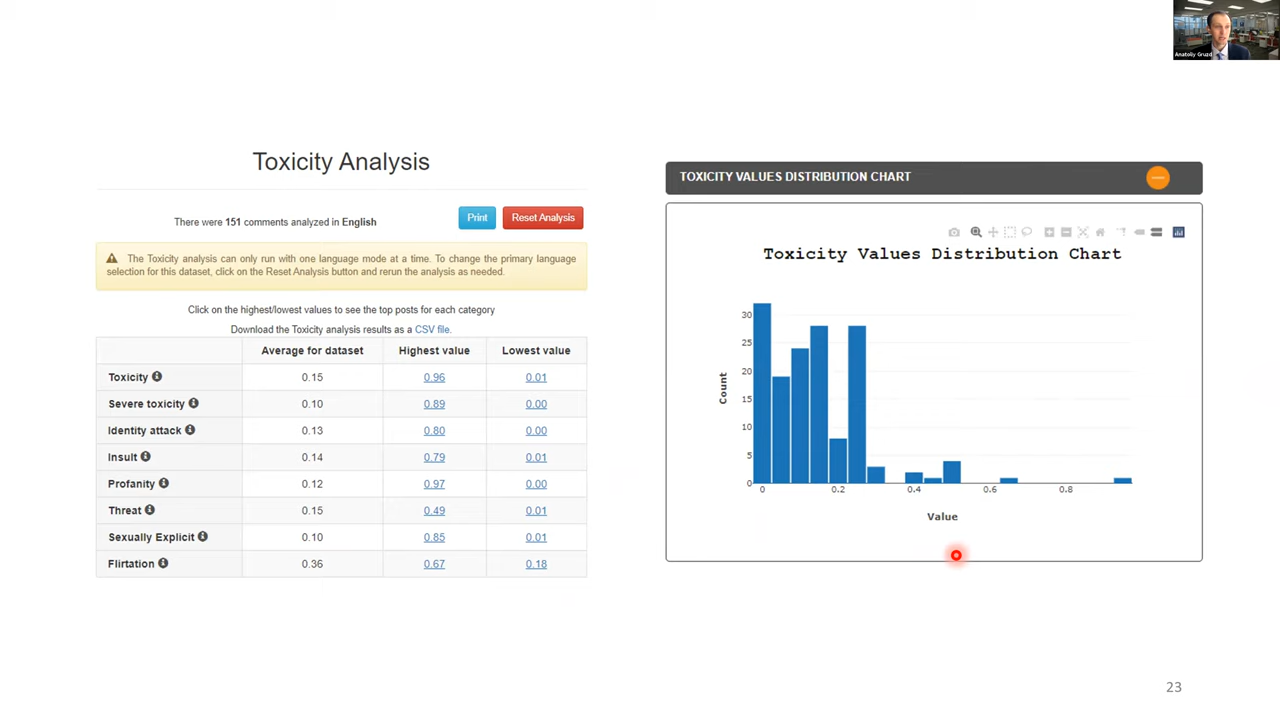 Anatoliy Gruzd
Toxicity Analysis
There were 151 comments analyzed in English
Print
Reset Analysis
The Toxicity analysis can only run with one language mode at a time. To change the primary language
selection for this dataset, click on the Reset Analysis button and rerun the analysis as needed.
Click on the highest/lowest values to see the top posts for each category
Download the Toxicity analysis results as a CSV file.
Average for dataset Highest value Lowest value
Toxicity 0.15 0.96 0.01
Severe toxicity 0.10 0.89 0.00
Identity attack 0.13 0.80 0.00
Insult 0.14 0.79 0.01
Profanity 0.12 0.97 0.00
Threat 0.15 0.49 0.01
Sexually Explicit 0.10 0.85 0.01
Flirtation 0.36 0.67 0.18
TOXICITY VALUES DISTRIBUTION CHART
Toxicity Values Distribution Chart
30
25
20
15
10
5
0
Count
0 0.2 0.4 0.6 0.8
Value
23